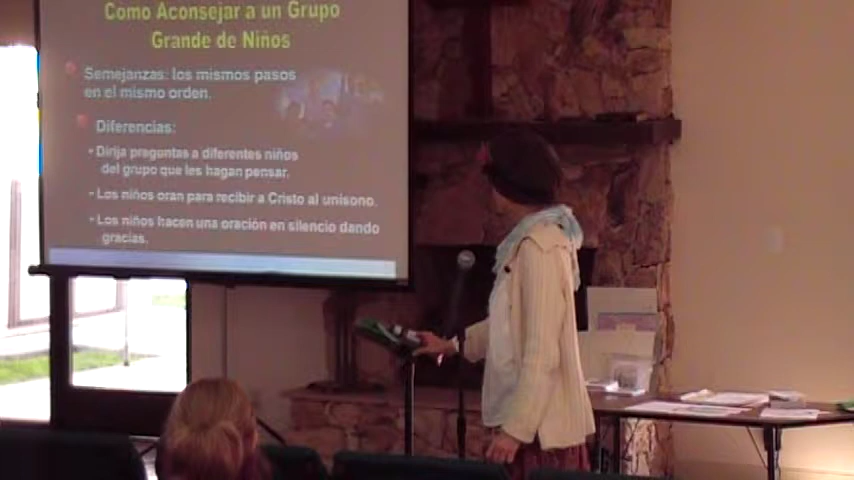 Como Aconsejar a un Grupo
Grande de Niños
Semejanzas: los mismos pasos
en el mismo orden.
Diferencias:
- Dirija preguntas a diferentes niños
del grupo que les hagan pensar.
- Los niños oran para recibir a Cristo al unísono.
- Los niños hacen una oración en silencio dando
gracias.